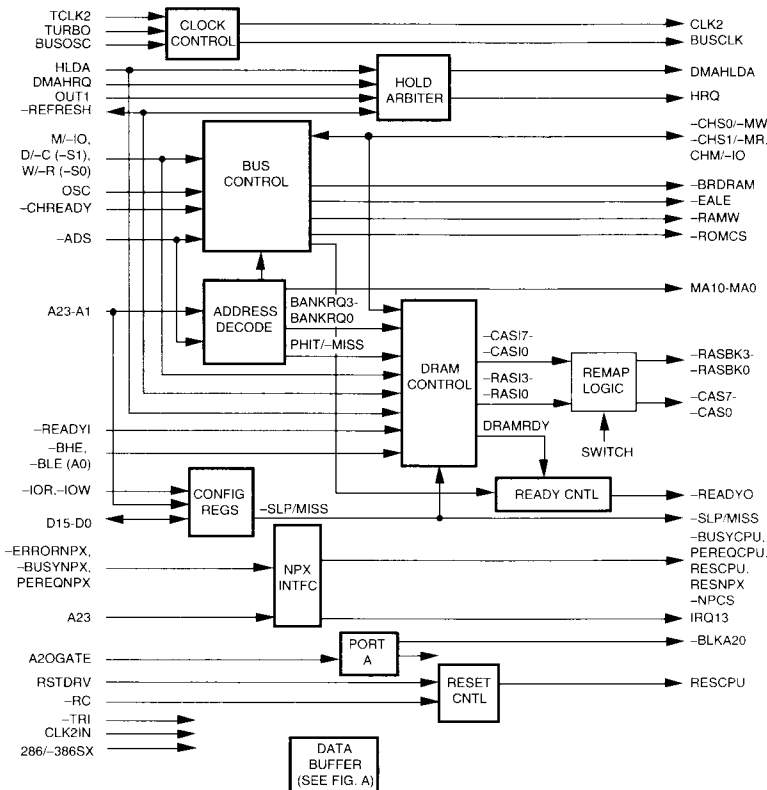 TCLK2
TURBO
BUSOSC
CLOCK
CONTROL
CLK2
BUSCLK
HLDA
DMAHRQ
OUT1
–REFRESH
HOLD
ARBITER
DMAHLDA
HRQ
M/–IO,
D/–C (–S1),
W/–R (–S0)
OSC
–CHREADY
–ADS
BUS
CONTROL
–CHS0/–MW
–CHS1/–MR,
CHM/–IO
–BRDRAM
–EALE
–RAMW
–ROMCS
A23-A1
ADDRESS
DECODE
BANKRQ3-
BANKRQ0
PHIT/–MISS
MA10-MA0
DRAM
CONTROL
–CASI7-
–CASI0
–RASI3-
–RASI0
DRAMRDY
REMAP
LOGIC
SWITCH
–RASBK3-
–RASBK0
–CAS7-
–CAS0
–READYI
–BHE,
–BLE (A0)
–IOR,–IOW
D15-D0
CONFIG
REGS
–SLP/MISS
READY CNTL
–READYO
–SLP/MISS
–ERRORNPX,
–BUSYNPX,
PEREQNPX
A23
NPX
INTFC
–BUSYCPU,
PEREQCPU,
RESCPU,
RESNPX
–NPCS
IRQ13
A2OGATE
PORT
A
–BLKA20
RSTDRV
–RC
RESET
CNTL
RESCPU
–TRI
CLK2IN
286/–386SX
DATA
BUFFER
(SEE FIG. A)